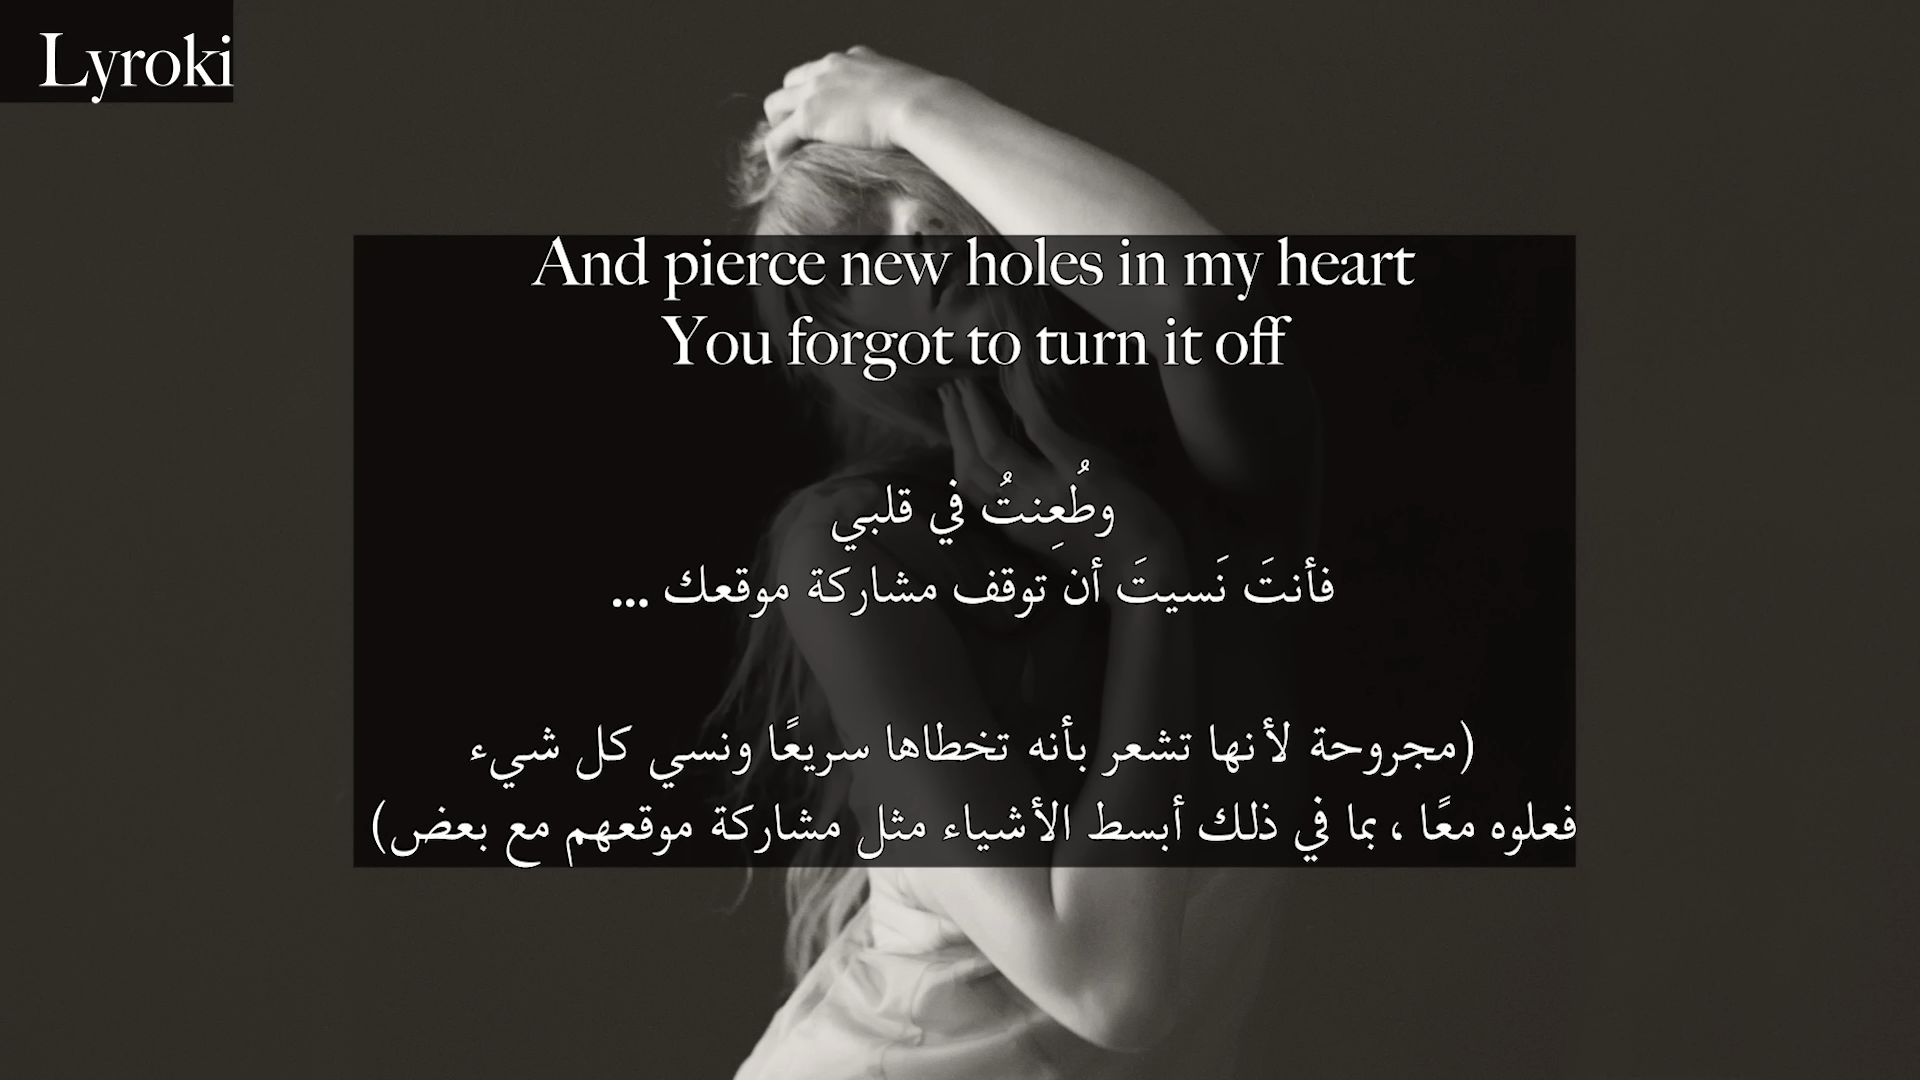 Lyroki
And pierce new holes in my heart
You forgot to turn it off
وطُعِنتُ في قلبي
فأنتَ نَسيتَ أن توقف مشاركة موقعك ...
(مجروحة لأنها تشعر بأنه تخطاها سريعًا ونسي كل شيء
فعلوه معًا ، بما في ذلك أبسط الأشياء مثل مشاركة موقعهم مع بعض)